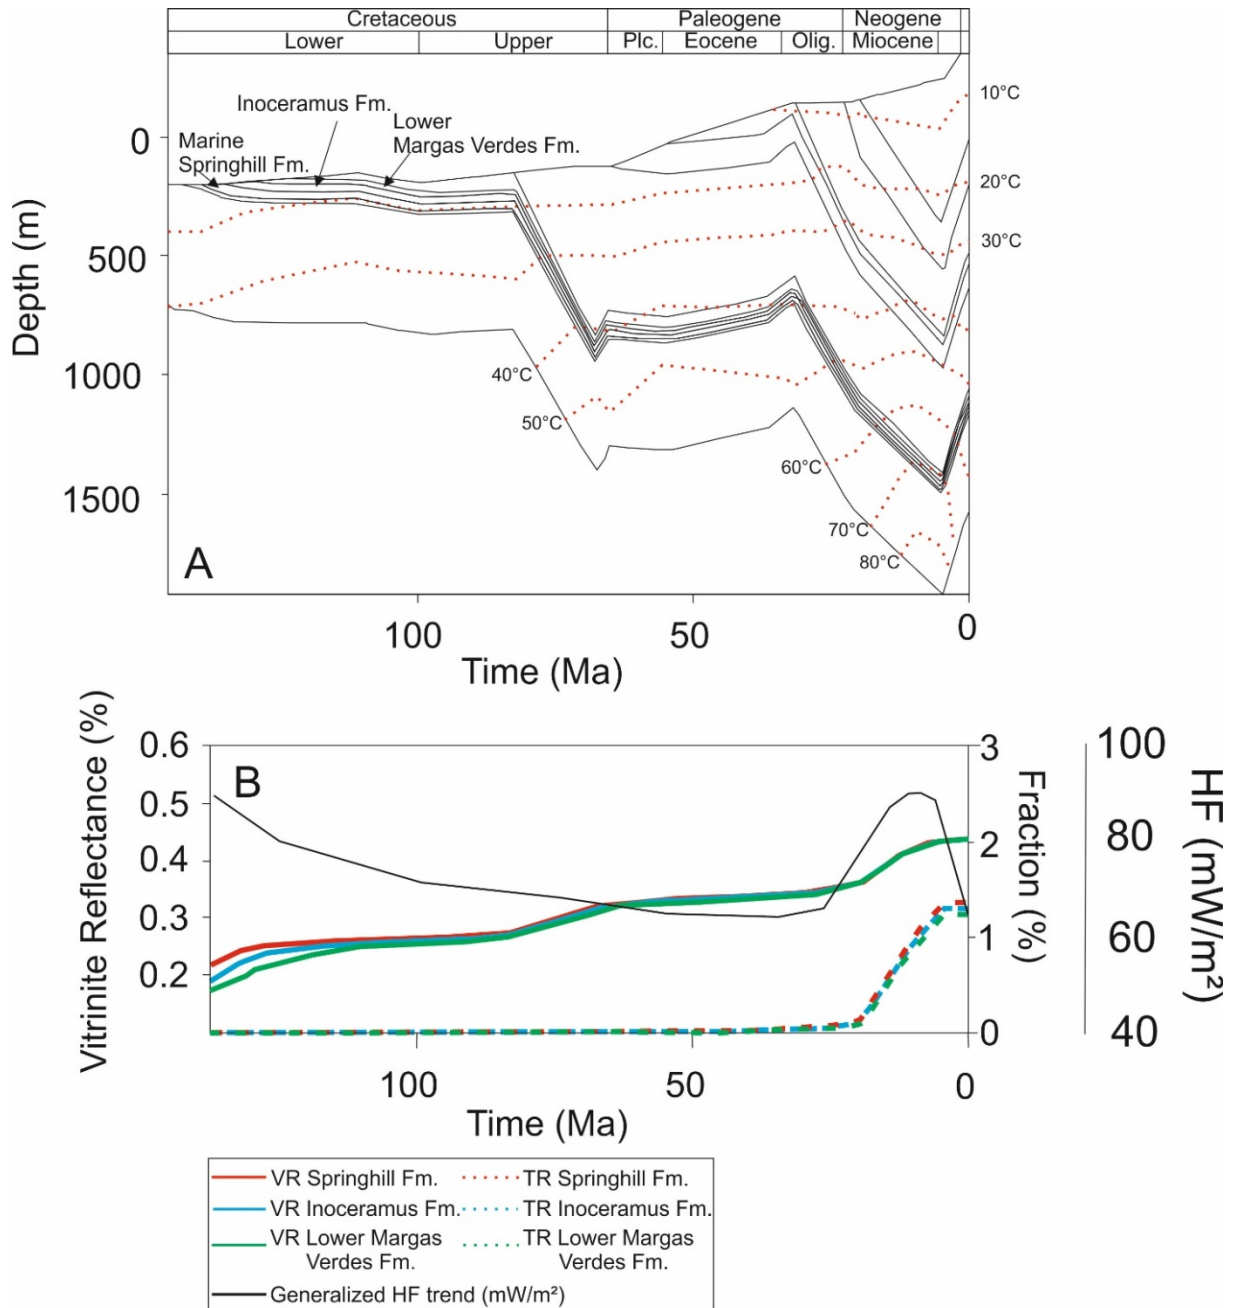 Cretaceous Paleogene Neogene
Lower Upper Plc. Eocene Olig. Miocene
10°C
Inoceramus Fm.
Lower
Margas Verdes Fm.
Marine
Springhill Fm.
0
20°C
30°C
500
Depth (m)
1000
40°C
50°C
60°C
1500
70°C
80°C
A
100 50 0
Time (Ma)
Vitrinite Reflectance (%)
0.6
0.5
0.4
0.3
0.2
B
3
2
1
0
Fraction (%)
100
80
60
40
HF (mW/m²)
100 50 0
Time (Ma)
VR Springhill Fm. TR Springhill Fm.
VR Inoceramus Fm. TR Inoceramus Fm.
VR Lower Margas TR Lower Margas
Verdes Fm. Verdes Fm.
Generalized HF trend (mW/m²)